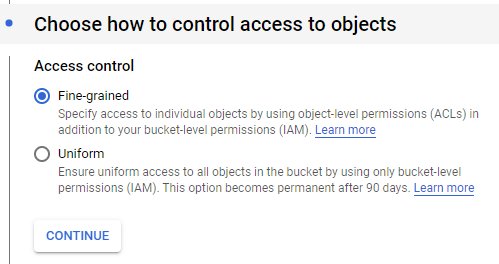 Choose how to control access to objects
Access control
Fine-grained
Specify access to individual objects by using object-level permissions (ACLs) in
addition to your bucket-level permissions (IAM). Learn more
Uniform
Ensure uniform access to all objects in the bucket by using only bucket-level
permissions (IAM). This option becomes permanent after 90 days. Learn more
CONTINUE